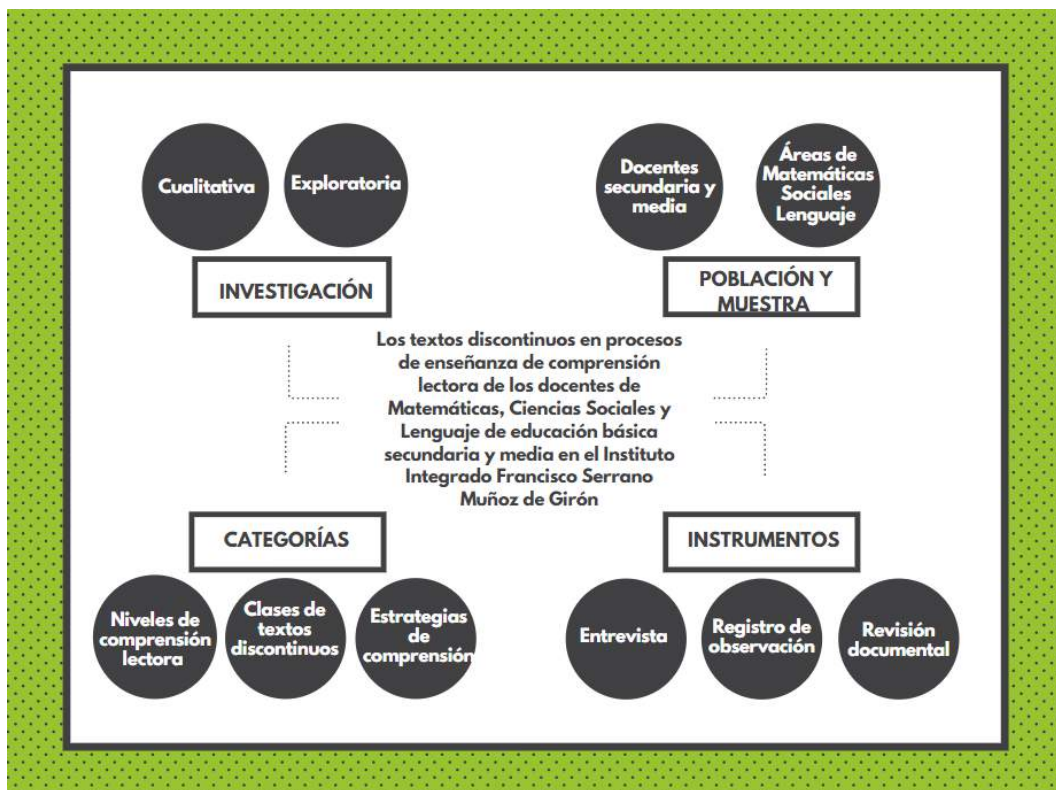 Cualitativa
Exploratoria
INVESTIGACIÓN
Docentes
secundaria y
media
Áreas de
Matemáticas
Sociales
Lenguaje
POBLACIÓN Y
MUESTRA
Los textos discontinuos en procesos
de enseñanza de comprensión
lectora de los docentes de
Matemáticas, Ciencias Sociales y
Lenguaje de educación básica
secundaria y media en el Instituto
Integrado Francisco Serrano
Muñoz de Girón
CATEGORÍAS
Niveles de
comprensión
lectora
Clases de
textos
discontinuos
Estrategias
de
comprensión
INSTRUMENTOS
Entrevista
Registro de
observación
Revisión
documental